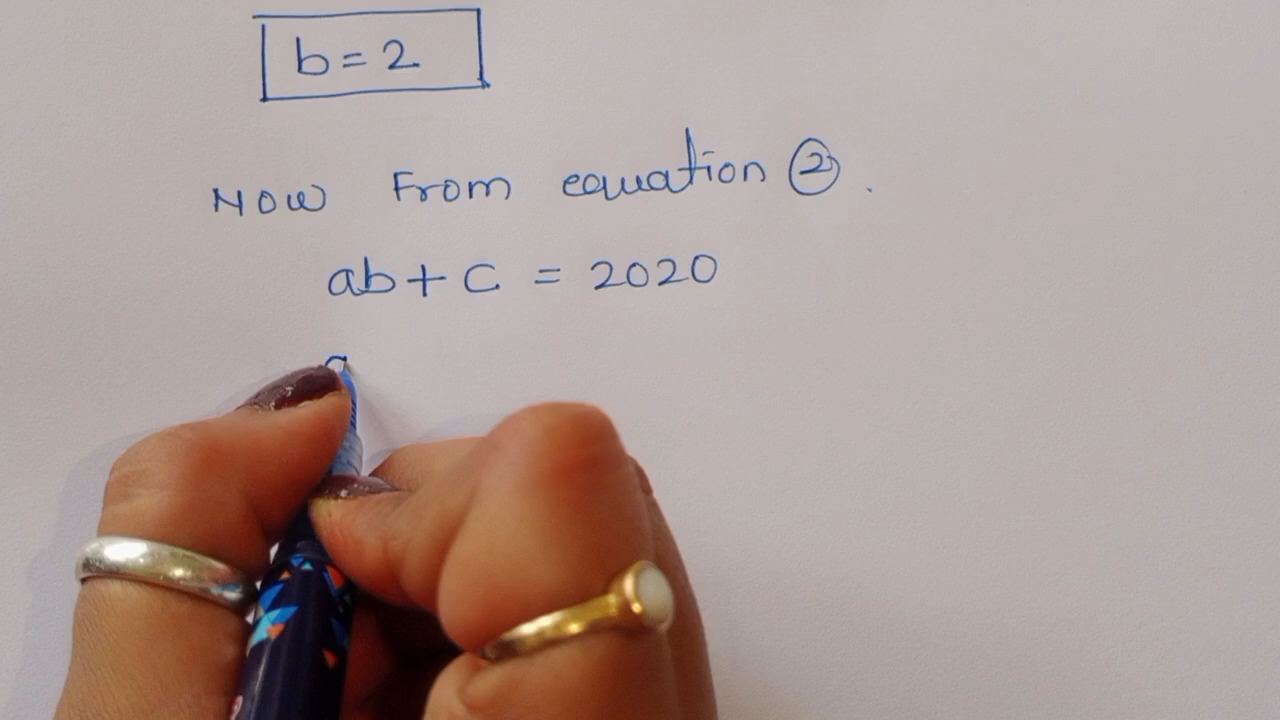 b = 2
Now From equation ②.
ab + c = 2020
a